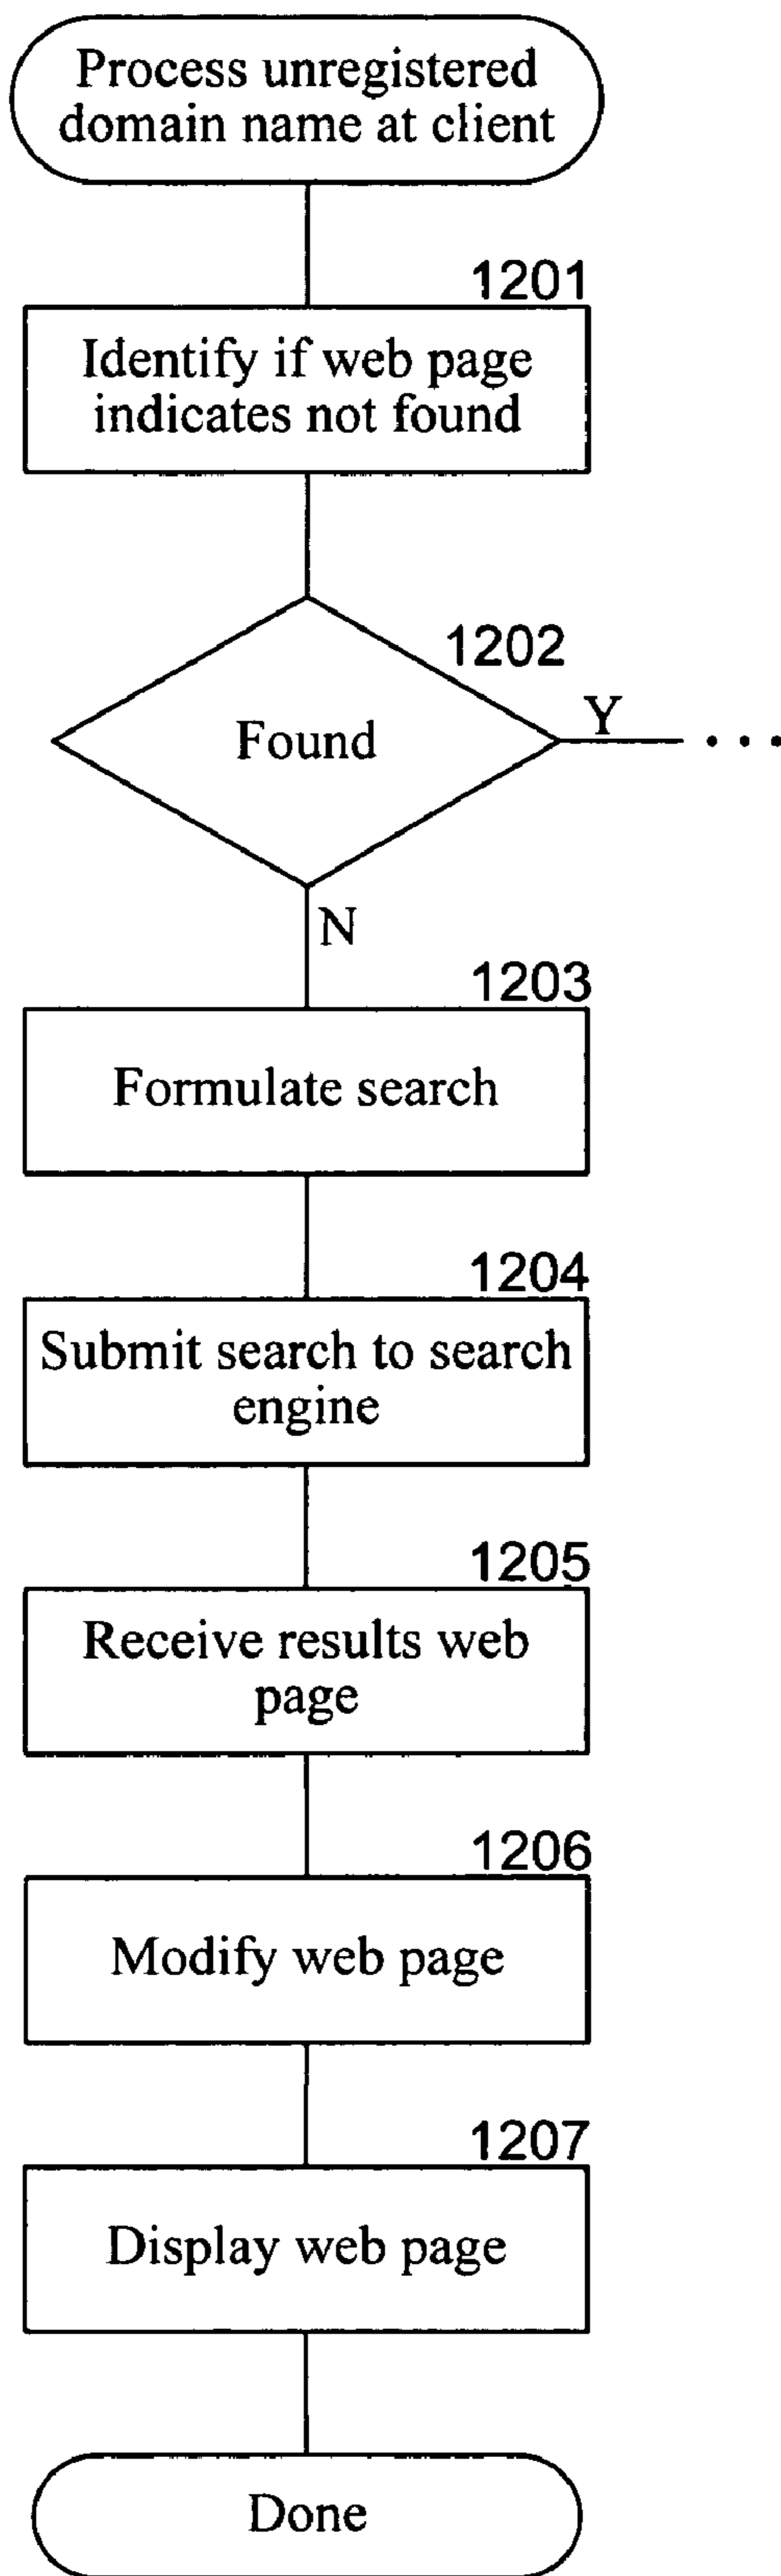 Process unregistered
domain name at client
1201
Identify if web page
indicates not found
1202
Found
Y
...
N
1203
Formulate search
1204
Submit search to search
engine
1205
Receive results web
page
1206
Modify web page
1207
Display web page
Done